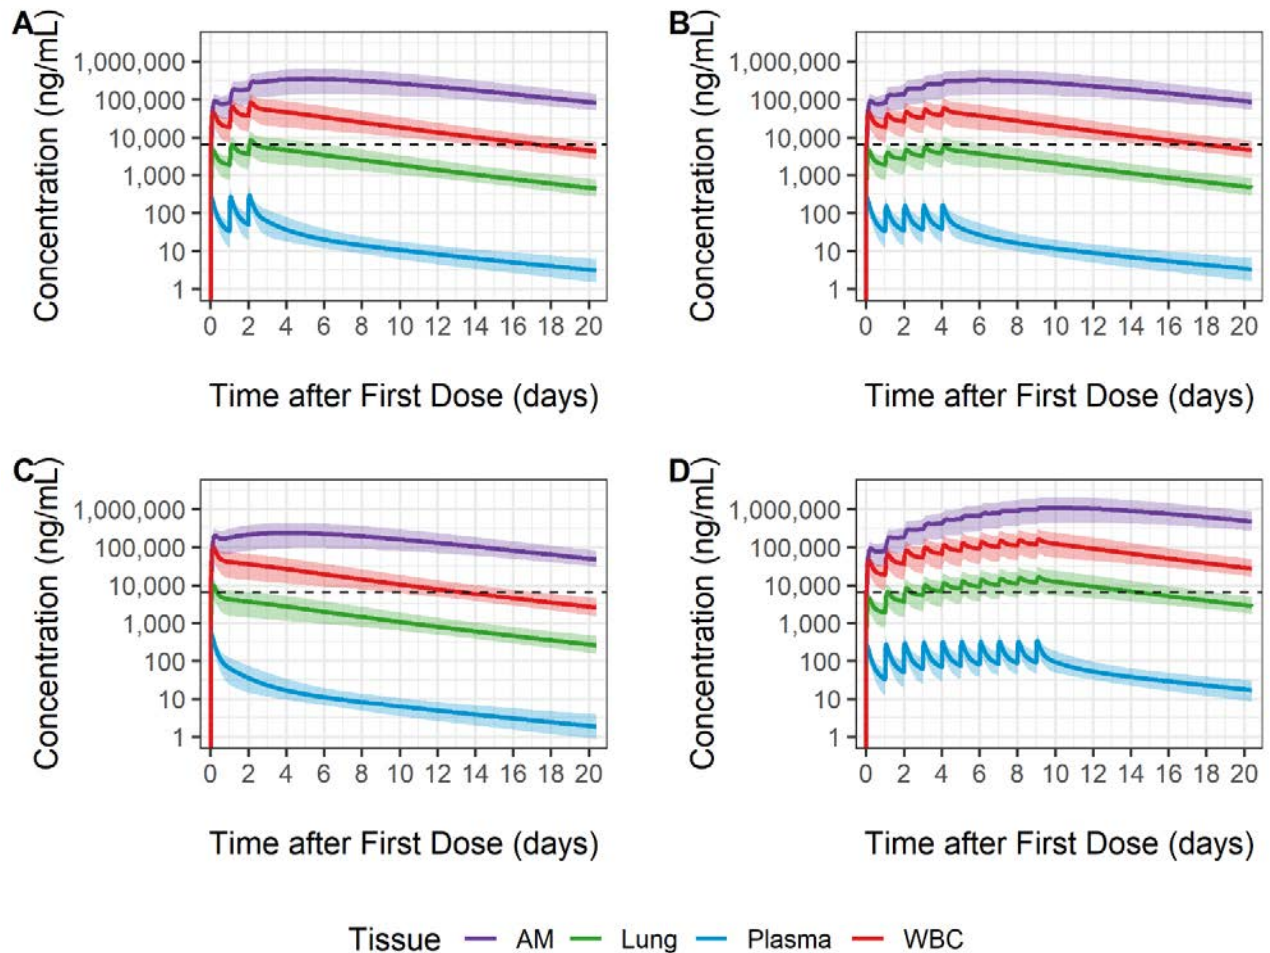 A
B
Concentration (ng/mL)
1,000,000
100,000
10,000
1,000
100
10
1
0 2 4 6 8 10 12 14 16 18 20
Time after First Dose (days)
Concentration (ng/mL)
1,000,000
100,000
10,000
1,000
100
10
1
0 2 4 6 8 10 12 14 16 18 20
Time after First Dose (days)
C
D
Concentration (ng/mL)
1,000,000
100,000
10,000
1,000
100
10
1
0 2 4 6 8 10 12 14 16 18 20
Time after First Dose (days)
Concentration (ng/mL)
1,000,000
100,000
10,000
1,000
100
10
1
0 2 4 6 8 10 12 14 16 18 20
Time after First Dose (days)
Tissue AM Lung Plasma WBC